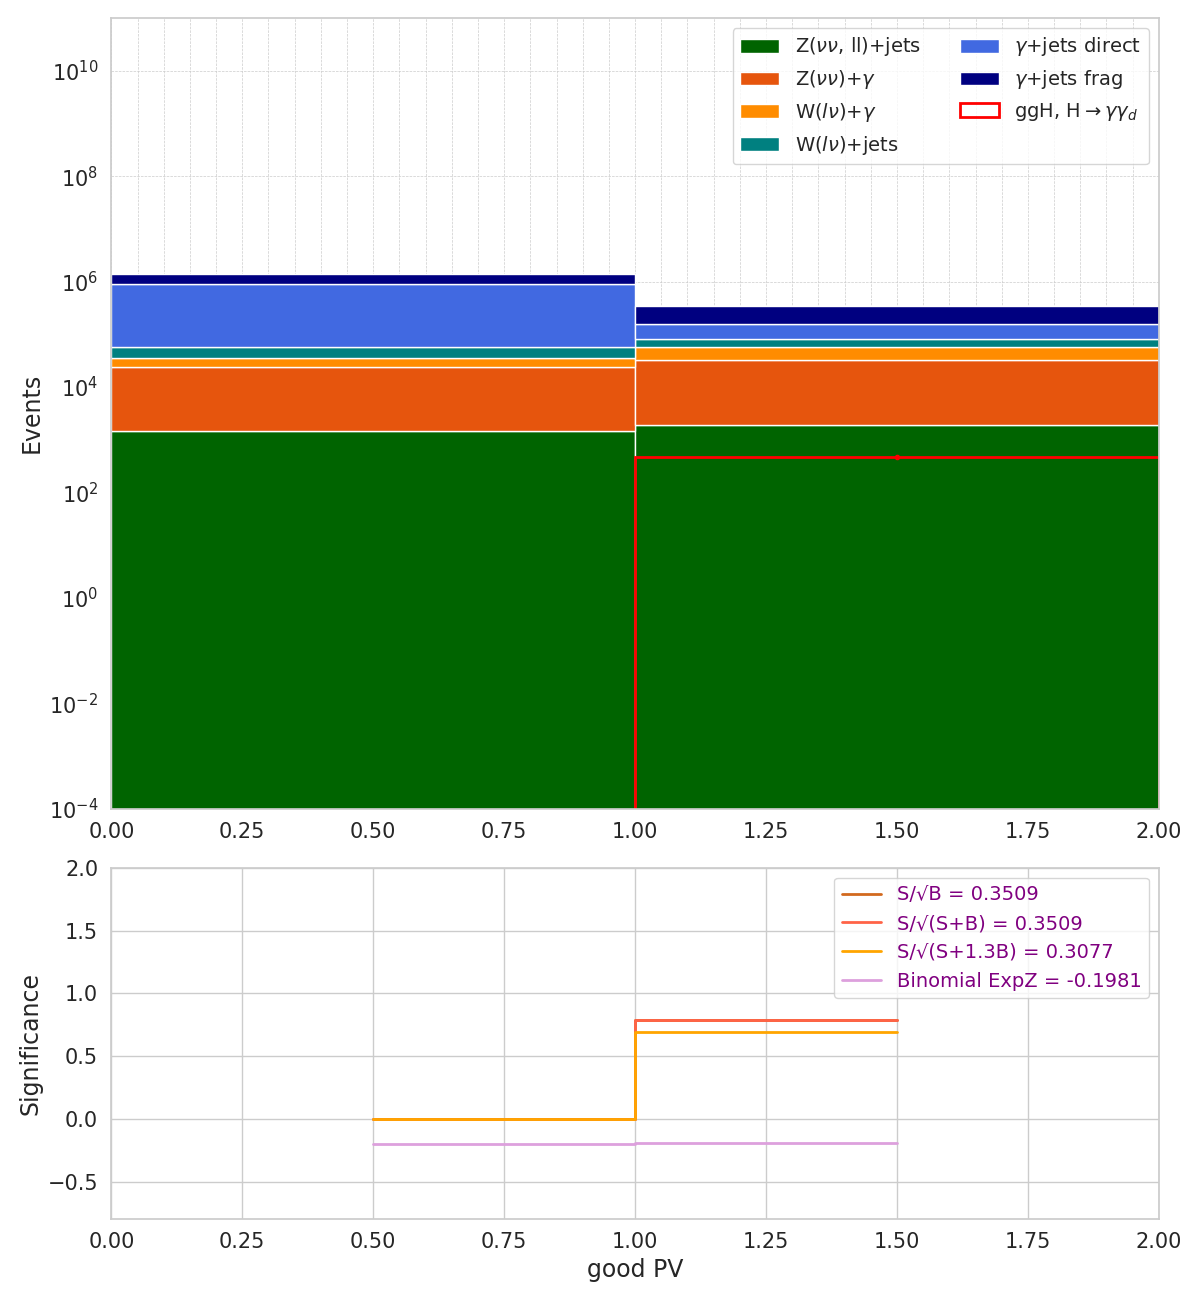 Z(νν, ll)+jets
Z(νν)+γ
W(lν)+γ
W(lν)+jets
γ+jets direct
γ+jets frag
ggH, H→γγ_d
Events
10^10
10^8
10^6
10^4
10^2
10^0
10^−2
10^−4
0.00 0.25 0.50 0.75 1.00 1.25 1.50 1.75 2.00
S/√B = 0.3509
S/√(S+B) = 0.3509
S/√(S+1.3B) = 0.3077
Binomial ExpZ = -0.1981
Significance
2.0
1.5
1.0
0.5
0.0
−0.5
0.00 0.25 0.50 0.75 1.00 1.25 1.50 1.75 2.00
good PV